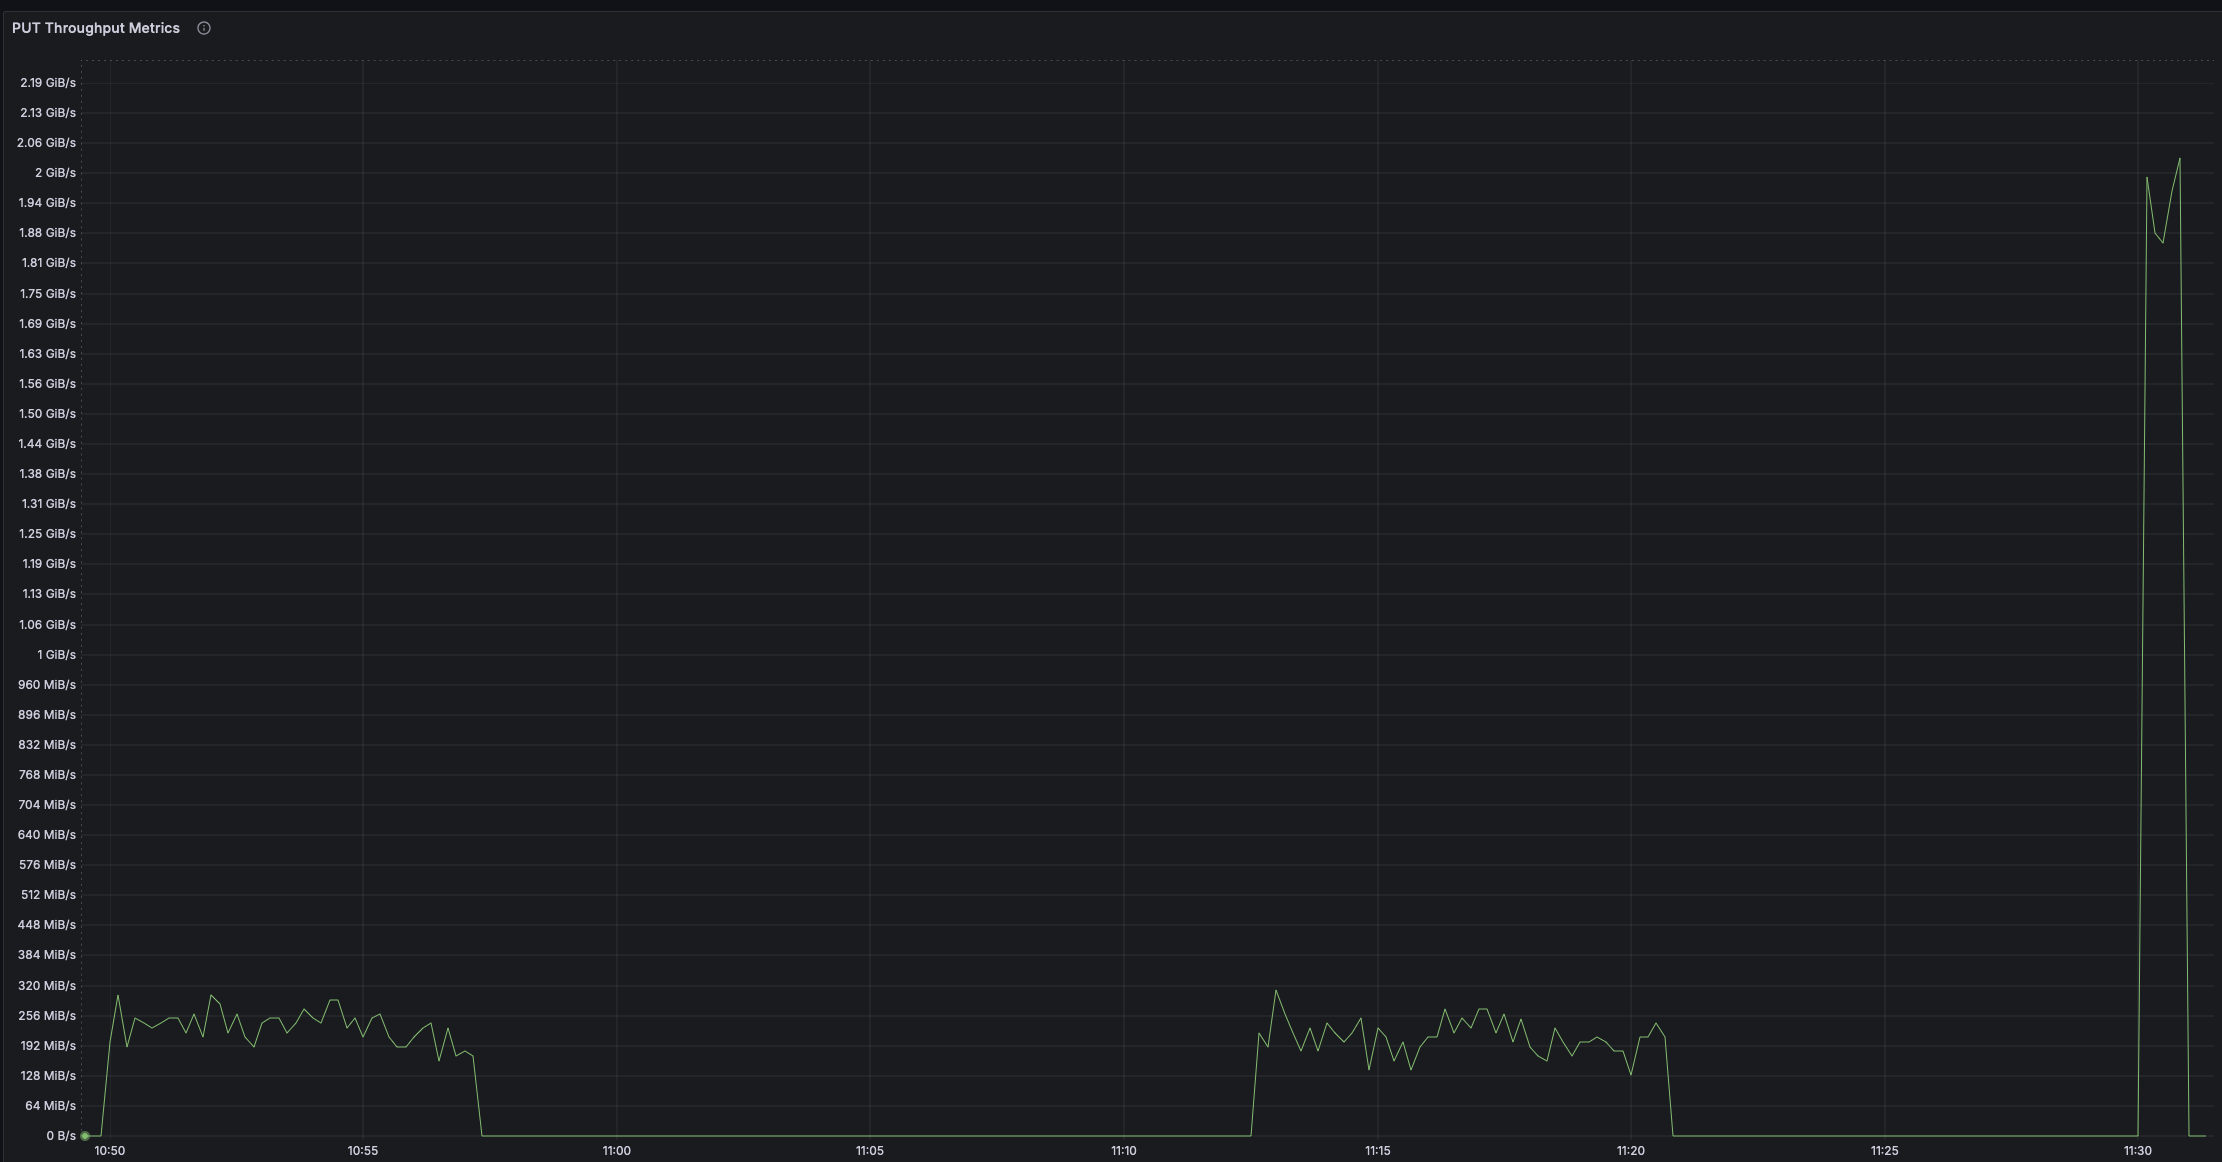 PUT Throughput Metrics
2.19 GiB/s
2.13 GiB/s
2.06 GiB/s
2 GiB/s
1.94 GiB/s
1.88 GiB/s
1.81 GiB/s
1.75 GiB/s
1.69 GiB/s
1.63 GiB/s
1.56 GiB/s
1.50 GiB/s
1.44 GiB/s
1.38 GiB/s
1.31 GiB/s
1.25 GiB/s
1.19 GiB/s
1.13 GiB/s
1.06 GiB/s
1 GiB/s
960 MiB/s
896 MiB/s
832 MiB/s
768 MiB/s
704 MiB/s
640 MiB/s
576 MiB/s
512 MiB/s
448 MiB/s
384 MiB/s
320 MiB/s
256 MiB/s
192 MiB/s
128 MiB/s
64 MiB/s
0 B/s
10:50 10:55 11:00 11:05 11:10 11:15 11:20 11:25 11:30